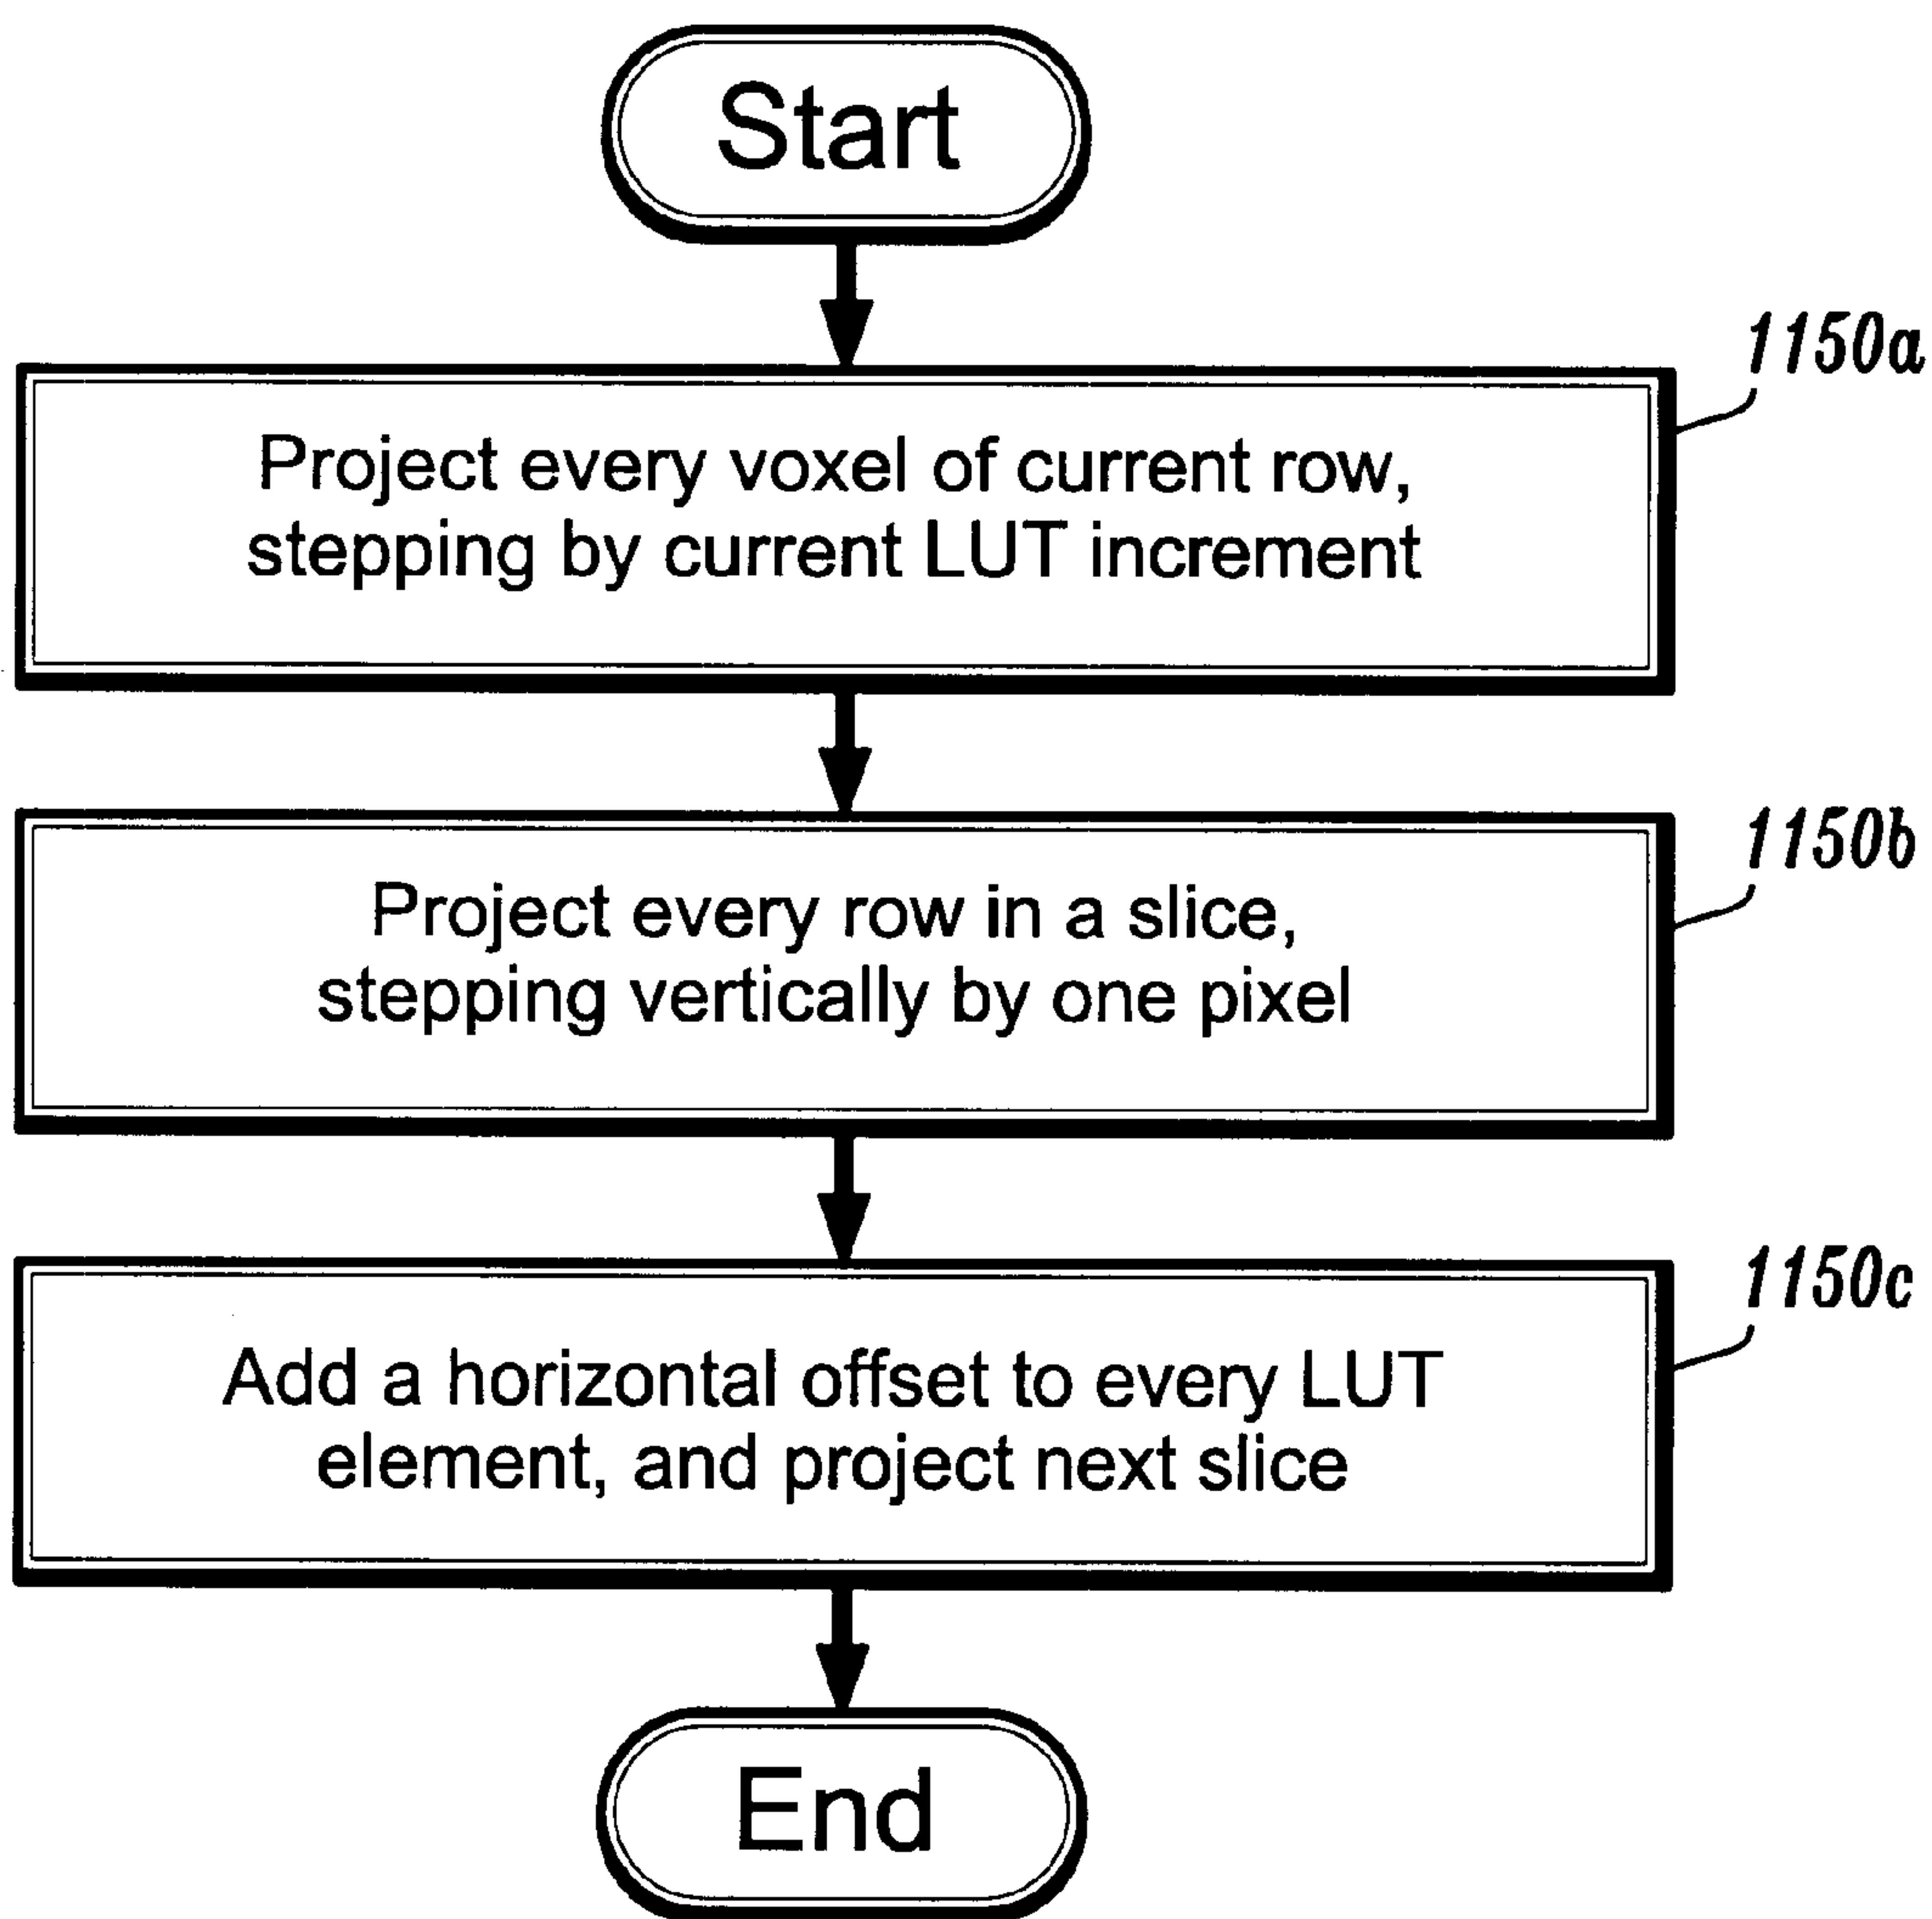 Start
1150a
Project every voxel of current row,
stepping by current LUT increment
1150b
Project every row in a slice,
stepping vertically by one pixel
1150c
Add a horizontal offset to every LUT
element, and project next slice
End